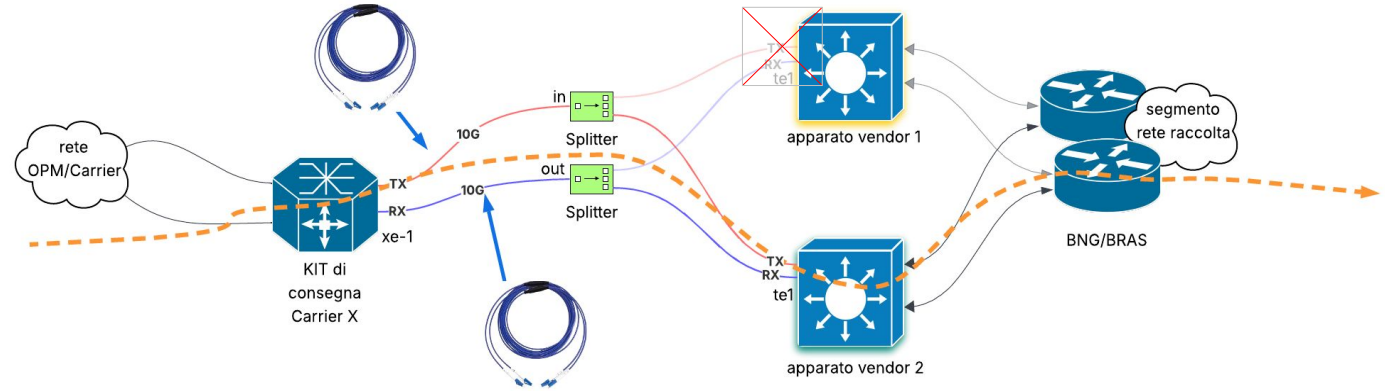 rete
OPM/Carrier
TX
RX
xe-1
KIT di
consegna
Carrier X
10G
10G
in
Splitter
out
Splitter
TX
RX
te1
apparato vendor 1
TX
RX
te1
apparato vendor 2
segmento
rete raccolta
BNG/BRAS